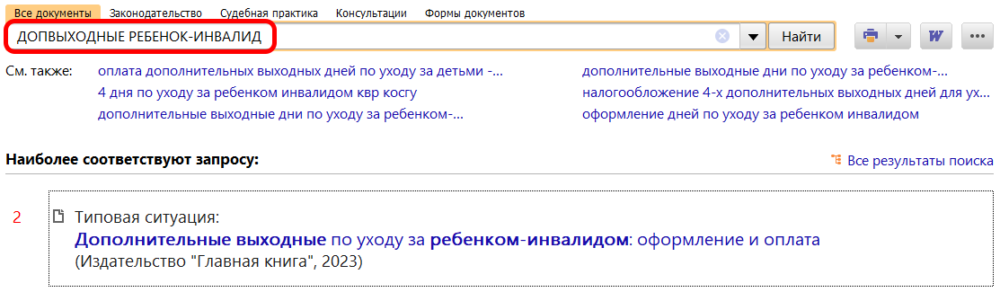 Все документы Законодательство Судебная практика Консультации Формы документов
ДОПВЫХОДНЫЕ РЕБЕНОК-ИНВАЛИД Найти W
См. также: оплата дополнительных выходных дней по уходу за детьми -... дополнительные выходные дни по уходу за ребенком-...
4 дня по уходу за ребенком инвалидом квр косгу налогообложение 4-х дополнительных выходных дней для ух...
дополнительные выходные дни по уходу за ребенком-... оформление дней по уходу за ребенком инвалидом
Наиболее соответствуют запросу: Все результаты поиска
2 Типовая ситуация:
Дополнительные выходные по уходу за ребенком-инвалидом: оформление и оплата
(Издательство "Главная книга", 2023)